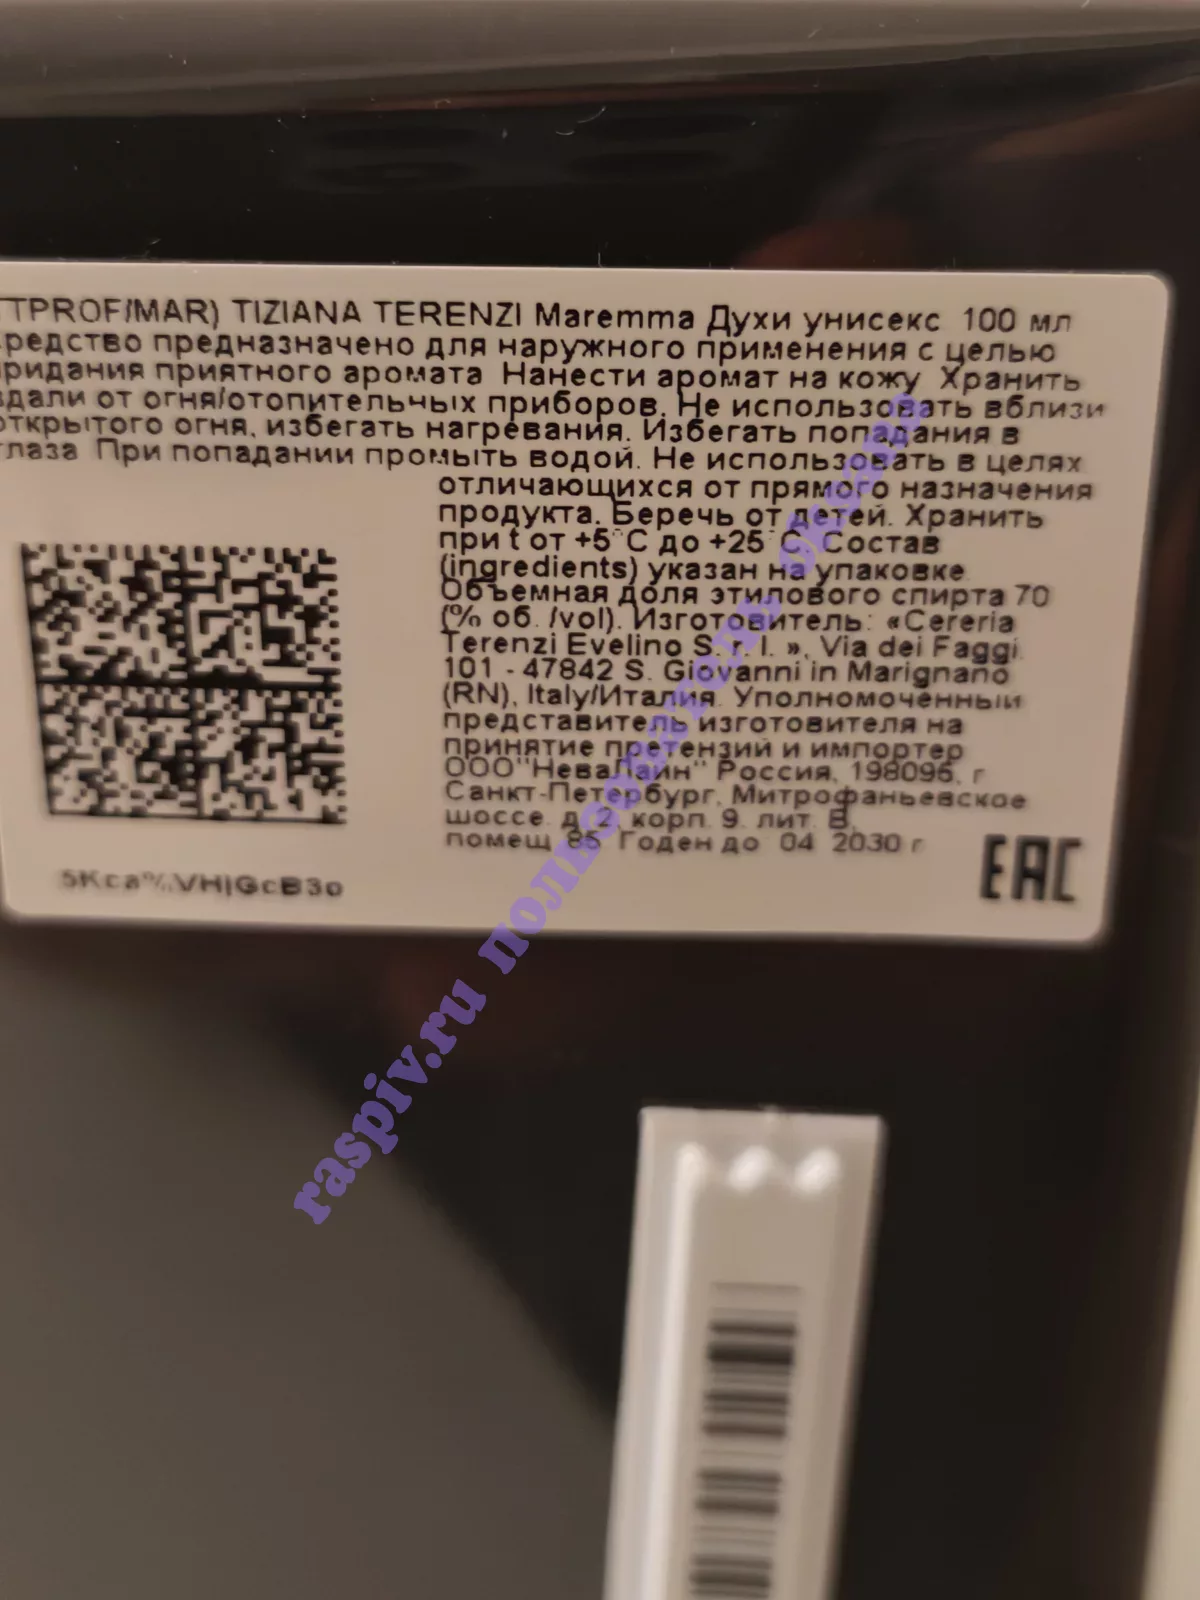 TTPROF/MAR) TIZIANA TERENZI Maremma Духи унисекс 100 мл
средство предназначено для наружного применения с целью
придания приятного аромата Нанести аромат на кожу Хранить
вдали от огня/отопительных приборов. Не использовать вблизи
открытого огня, избегать нагревания. Избегать попадания в
глаза При попадании промыть водой. Не использовать в целях
отличающихся от прямого назначения
продукта. Беречь от детей. Хранить
при t от +5°C до +25°C. Состав
(ingredients) указан на упаковке
Объемная доля этилового спирта 70
(% об. /vol). Изготовитель: «Cereria
Terenzi Evelino S. r. l. », Via dei Faggi
101 - 47842 S. Giovanni in Marignano
(RN), Italy/Италия. Уполномоченный
представитель изготовителя на
принятие претензий и импортер
ООО"НеваЛайн" Россия, 198095, г
Санкт-Петербург, Митрофаньевское
шоссе. д. 2, корп. 9. лит. В,
помещ 85 Годен до 04 2030 г
EAC
raspiv.ru пользователь